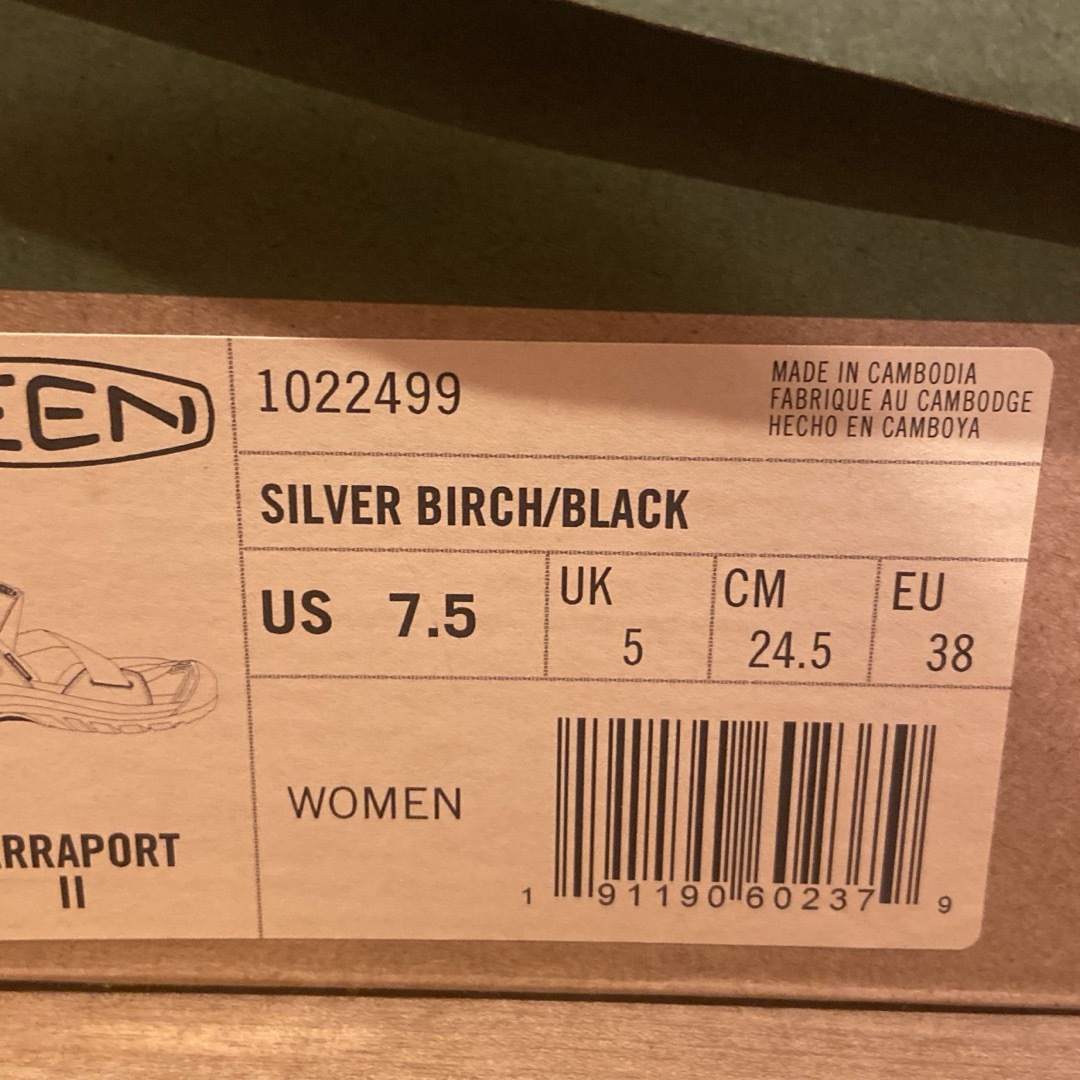 EEN
1022499
MADE IN CAMBODIA
FABRIQUE AU CAMBODGE
HECHO EN CAMBOYA
SILVER BIRCH/BLACK
US 7.5
UK 5
CM 24.5
EU 38
WOMEN
RRAPORT
II
1 91190 60237 9